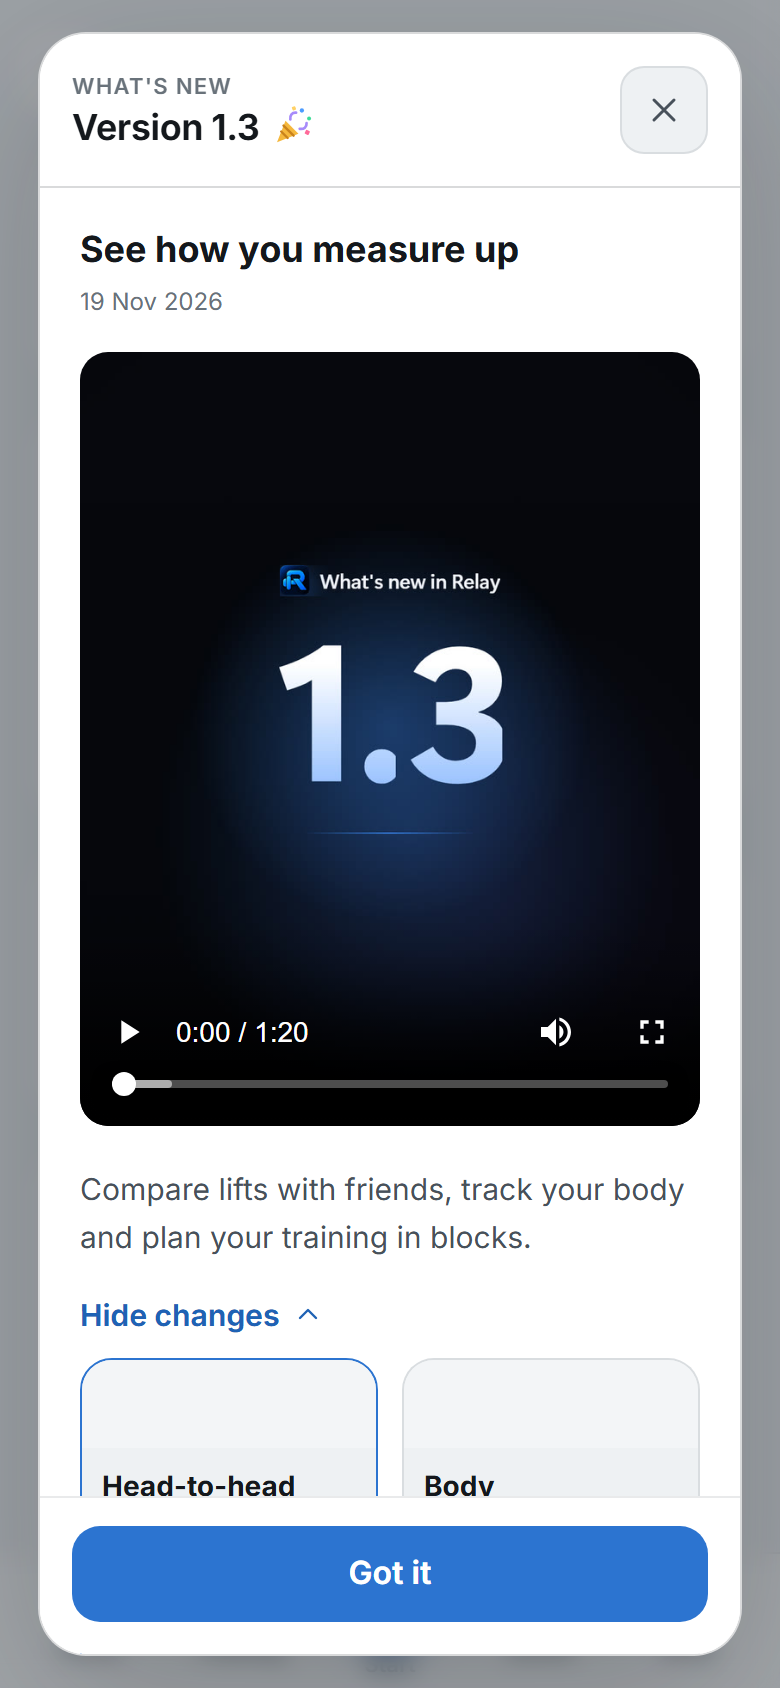 WHAT'S NEW
Version 1.3 🎉
See how you measure up
19 Nov 2026
What's new in Relay
1.3
0:00 / 1:20
Compare lifts with friends, track your body
and plan your training in blocks.
Hide changes
Head-to-head
Body
Got it